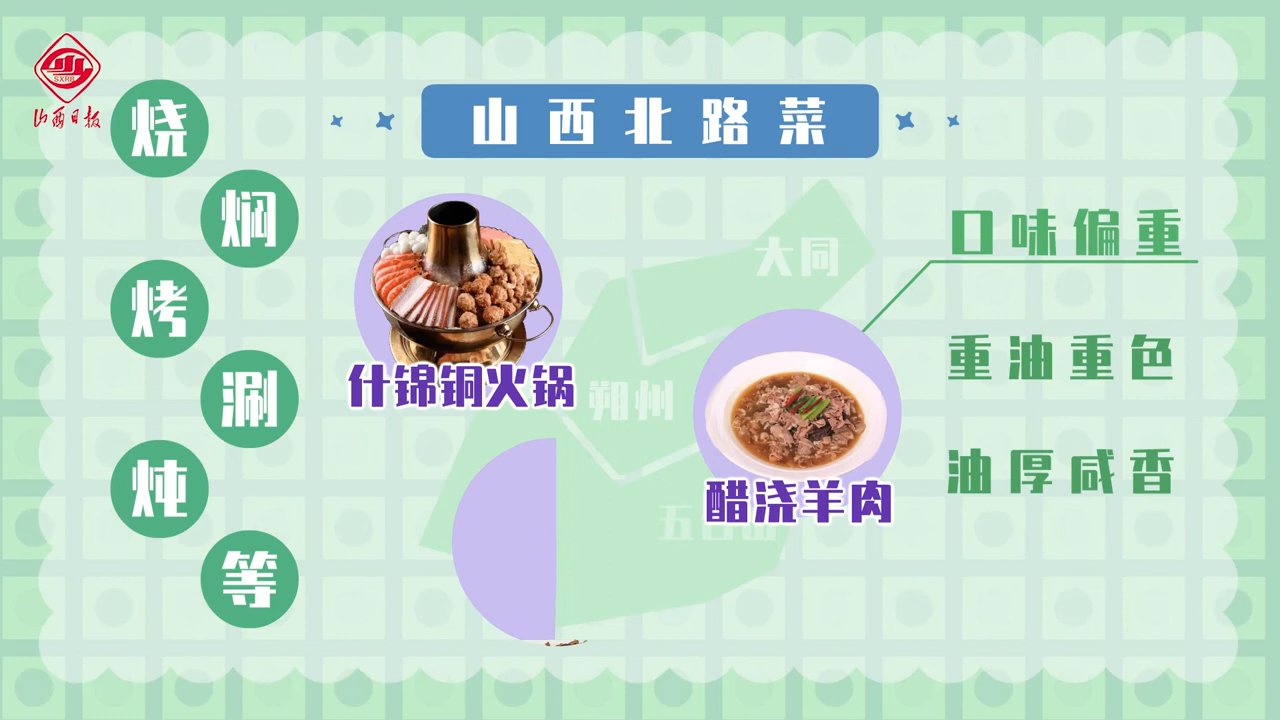 SXRB
山西日报
山西北路菜
烧
焖
烤
涮
炖
等
大同
口味偏重
重油重色
油厚咸香
什锦铜火锅
朔州
醋浇羊肉
五台山